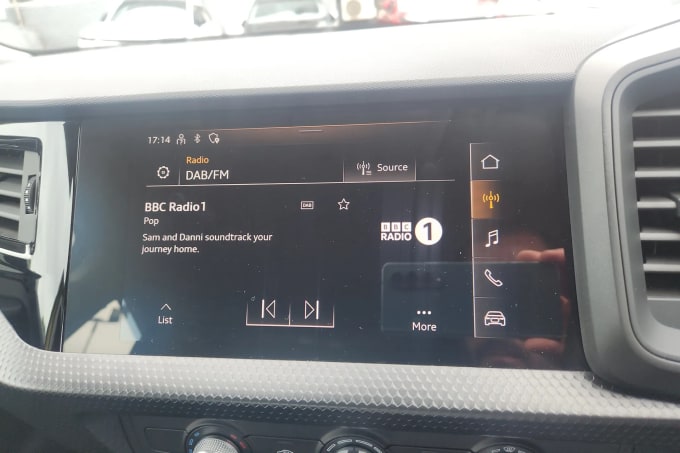 17:14
Radio
DAB/FM
Source
BBC Radio 1
DAB
Pop
Sam and Danni soundtrack your
journey home.
BBC
RADIO 1
List
More